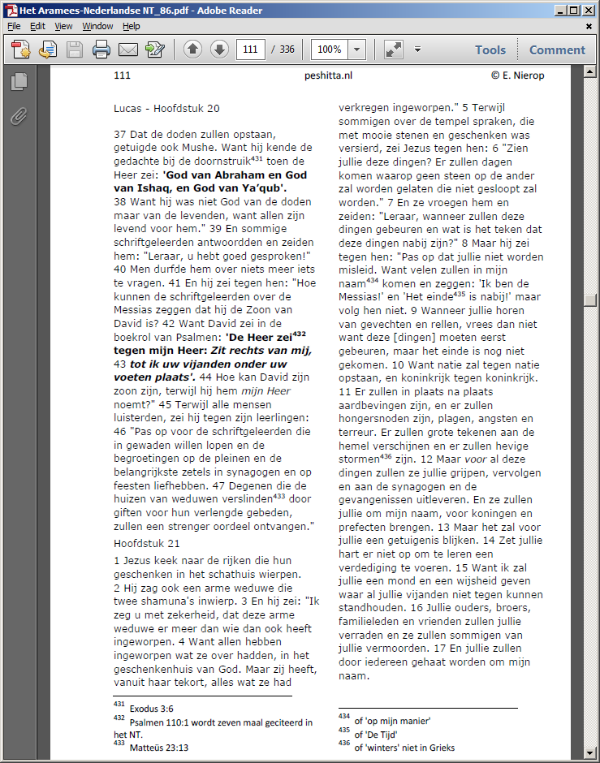 Het Aramees-Nederlandse NT_86.pdf - Adobe Reader
File Edit View Window Help
111 / 336 100% Tools Comment
111 peshitta.nl © E. Nierop
Lucas - Hoofdstuk 20
37 Dat de doden zullen opstaan,
getuigde ook Mushe. Want hij kende de
gedachte bij de doornstruik431 toen de
Heer zei: 'God van Abraham en God
van Ishaq, en God van Ya'qub'.
38 Want hij was niet God van de doden
maar van de levenden, want allen zijn
levend voor hem." 39 En sommige
schriftgeleerden antwoordden en zeiden
hem: "Leraar, u hebt goed gesproken!"
40 Men durfde hem over niets meer iets
te vragen. 41 En hij zei tegen hem: "Hoe
kunnen de schriftgeleerden over de
Messias zeggen dat hij de Zoon van
David is? 42 Want David zei in de
boekrol van Psalmen: 'De Heer zei432
tegen mijn Heer: Zit rechts van mij,
43 tot ik uw vijanden onder uw
voeten plaats'. 44 Hoe kan David zijn
zoon zijn, terwijl hij hem mijn Heer
noemt?" 45 Terwijl alle mensen
luisterden, zei hij tegen zijn leerlingen:
46 "Pas op voor de schriftgeleerden die
in gewaden willen lopen en de
begroetingen op de pleinen en de
belangrijkste zetels in synagogen en op
feesten liefhebben. 47 Degenen die de
huizen van weduwen verslinden433 door
giften voor hun verlengde gebeden,
zullen een strenger oordeel ontvangen."
Hoofdstuk 21
1 Jezus keek naar de rijken die hun
geschenken in het schathuis wierpen.
2 Hij zag ook een arme weduwe die
twee shamuna's inwierp. 3 En hij zei: "Ik
zeg u met zekerheid, dat deze arme
weduwe er meer dan wie dan ook heeft
ingeworpen. 4 Want allen hebben
ingeworpen wat ze over hadden, in het
geschenkenhuis van God. Maar zij heeft,
vanuit haar tekort, alles wat ze had
431 Exodus 3:6
432 Psalmen 110:1 wordt zeven maal geciteerd in
het NT.
433 Matteüs 23:13
verkregen ingeworpen." 5 Terwijl
sommigen over de tempel spraken, die
met mooie stenen en geschenken was
versierd, zei Jezus tegen hen: 6 "Zien
jullie deze dingen? Er zullen dagen
komen waarop geen steen op de ander
zal worden gelaten die niet gesloopt zal
worden." 7 En ze vroegen hem en
zeiden: "Leraar, wanneer zullen deze
dingen gebeuren en wat is het teken dat
deze dingen nabij zijn?" 8 Maar hij zei
tegen hen: "Pas op dat jullie niet worden
misleid. Want velen zullen in mijn
naam434 komen en zeggen: 'Ik ben de
Messias!' en 'Het einde435 is nabij!' maar
volg hen niet. 9 Wanneer jullie horen
van gevechten en rellen, vrees dan niet
want deze [dingen] moeten eerst
gebeuren, maar het einde is nog niet
gekomen. 10 Want natie zal tegen natie
opstaan, en koninkrijk tegen koninkrijk.
11 Er zullen in plaats na plaats
aardbevingen zijn, en er zullen
hongersnoden zijn, plagen, angsten en
terreur. Er zullen grote tekenen aan de
hemel verschijnen en er zullen hevige
stormen436 zijn. 12 Maar voor al deze
dingen zullen ze jullie grijpen, vervolgen
en aan de synagogen en de
gevangenissen uitleveren. En ze zullen
jullie om mijn naam, voor koningen en
prefecten brengen. 13 Maar het zal voor
jullie een getuigenis blijken. 14 Zet jullie
hart er niet op om te leren een
verdediging te voeren. 15 Want ik zal
jullie een mond en een wijsheid geven
waar al jullie vijanden niet tegen kunnen
standhouden. 16 Jullie ouders, broers,
familieleden en vrienden zullen jullie
verraden en ze zullen sommigen van
jullie vermoorden. 17 En jullie zullen
door iedereen gehaat worden om mijn
naam.
434 of 'op mijn manier'
435 of 'De Tijd'
436 of 'winters' niet in Grieks